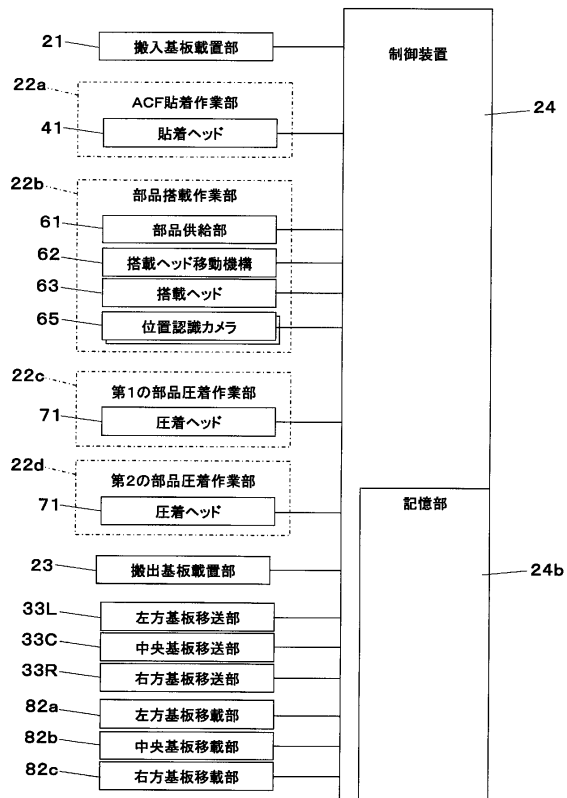 21
搬入基板載置部
制御装置
22a
ACF貼着作業部
24
41
貼着ヘッド
22b
部品搭載作業部
61
部品供給部
62
搭載ヘッド移動機構
63
搭載ヘッド
65
位置認識カメラ
22c
第1の部品圧着作業部
71
圧着ヘッド
22d
第2の部品圧着作業部
71
圧着ヘッド
記憶部
23
搬出基板載置部
24b
33L
左方基板移送部
33C
中央基板移送部
33R
右方基板移送部
82a
左方基板移載部
82b
中央基板移載部
82c
右方基板移載部